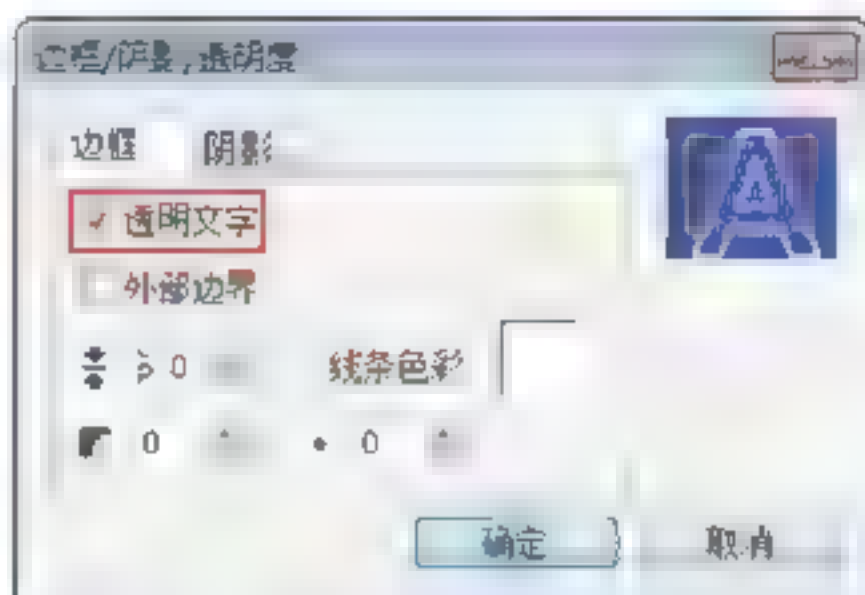 边框/阴影,透明度
边框 阴影
透明文字
外部边界
0 线条色彩
0 0
确定 取消